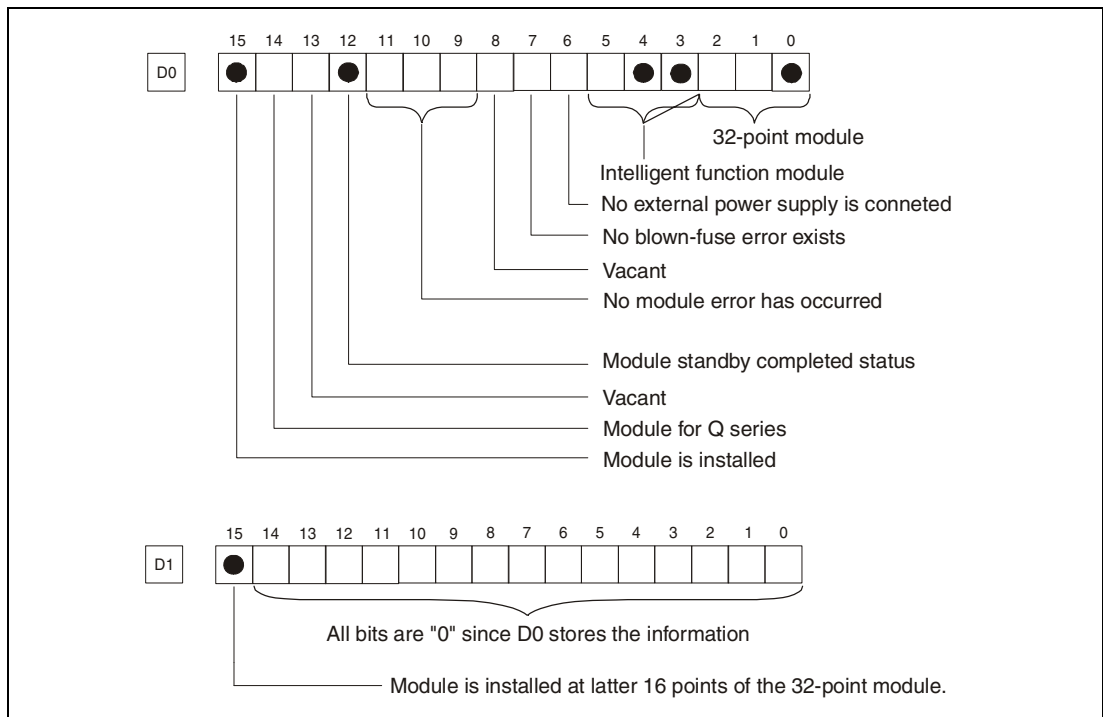 15 14 13 12 11 10 9 8 7 6 5 4 3 2 1 0
D0
32-point module
Intelligent function module
No external power supply is conneted
No blown-fuse error exists
Vacant
No module error has occurred
Module standby completed status
Vacant
Module for Q series
Module is installed
15 14 13 12 11 10 9 8 7 6 5 4 3 2 1 0
D1
All bits are "0" since D0 stores the information
Module is installed at latter 16 points of the 32-point module.